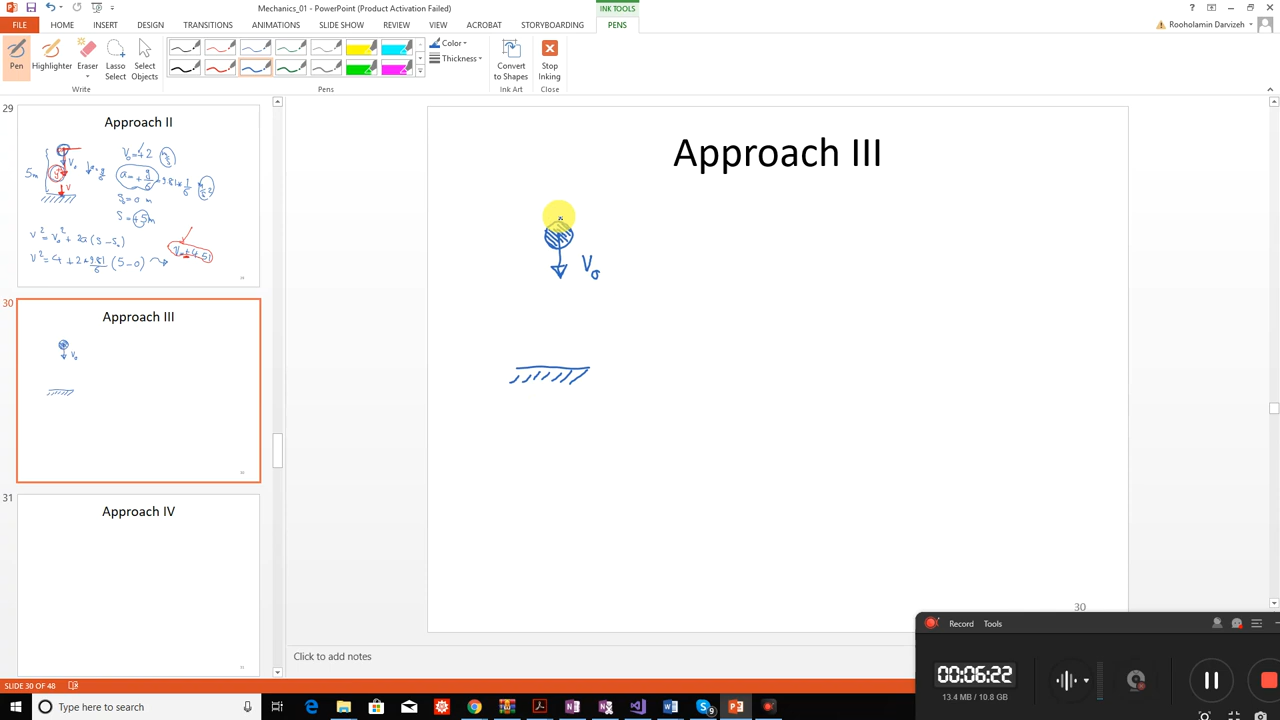 Mechanics_01 - PowerPoint (Product Activation Failed)
INK TOOLS
FILE HOME INSERT DESIGN TRANSITIONS ANIMATIONS SLIDE SHOW REVIEW VIEW ACROBAT STORYBOARDING PENS
Rooholamin Darvizeh
Pen Highlighter Eraser Lasso Select Select Objects
Color
Thickness
Convert to Shapes
Stop Inking
Write Pens Ink Art Close
29
Approach II
5m
30
Approach III
V₀
31
Approach IV
Approach III
V₀
30
Click to add notes
SLIDE 30 OF 48
Record Tools
00:06:22
13.4 MB / 10.8 GB
Type here to search